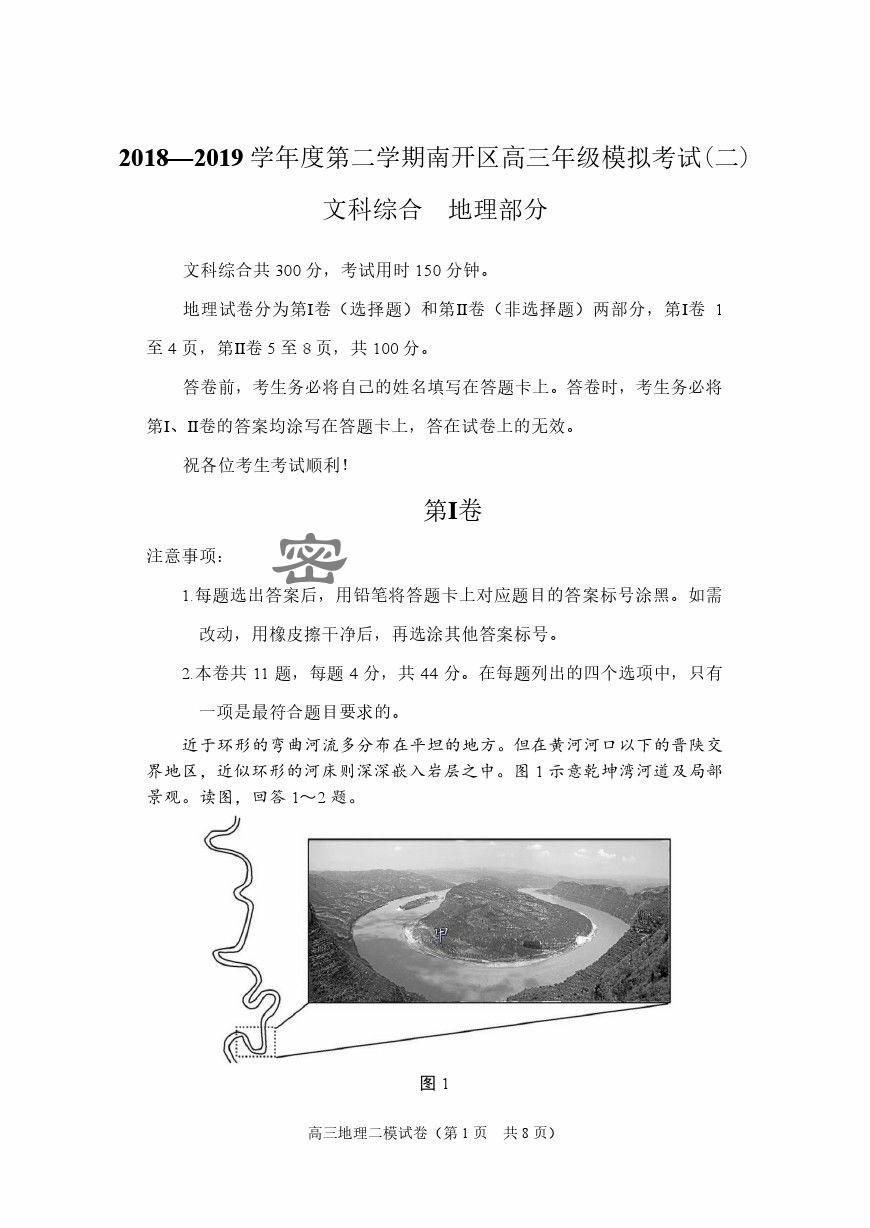 2018—2019 学年度第二学期南开区高三年级模拟考试(二)
文科综合 地理部分
文科综合共 300 分，考试用时 150 分钟。
地理试卷分为第Ⅰ卷（选择题）和第Ⅱ卷（非选择题）两部分，第Ⅰ卷 1
至 4 页，第Ⅱ卷 5 至 8 页，共 100 分。
答卷前，考生务必将自己的姓名填写在答题卡上。答卷时，考生务必将
第Ⅰ、Ⅱ卷的答案均涂写在答题卡上，答在试卷上的无效。
祝各位考生考试顺利！
第Ⅰ卷
注意事项：
密
1.每题选出答案后，用铅笔将答题卡上对应题目的答案标号涂黑。如需
改动，用橡皮擦干净后，再选涂其他答案标号。
2.本卷共 11 题，每题 4 分，共 44 分。在每题列出的四个选项中，只有
一项是最符合题目要求的。
近于环形的弯曲河流多分布在平坦的地方。但在黄河河口以下的晋陕交
界地区，近似环形的河床则深深嵌入岩层之中。图 1 示意乾坤湾河道及局部
景观。读图，回答 1～2 题。
甲
图 1
高三地理二模试卷（第 1 页 共 8 页）